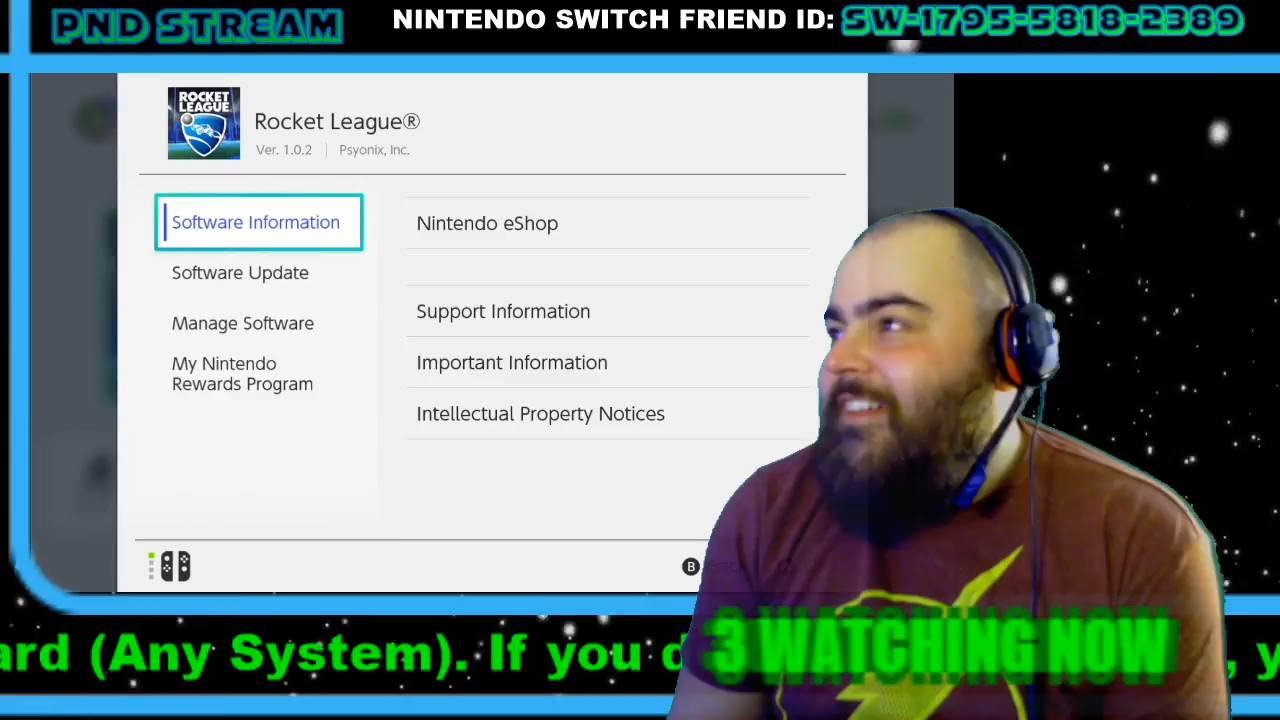 PND STREAM
NINTENDO SWITCH FRIEND ID: SW-1795-5818-2389
ROCKET
LEAGUE
Rocket League®
Ver. 1.0.2
Psyonix, Inc.
Software Information
Software Update
Manage Software
My Nintendo
Rewards Program
Nintendo eShop
Support Information
Important Information
Intellectual Property Notices
B
ard (Any System). If you d
3 WATCHING NOW
, y